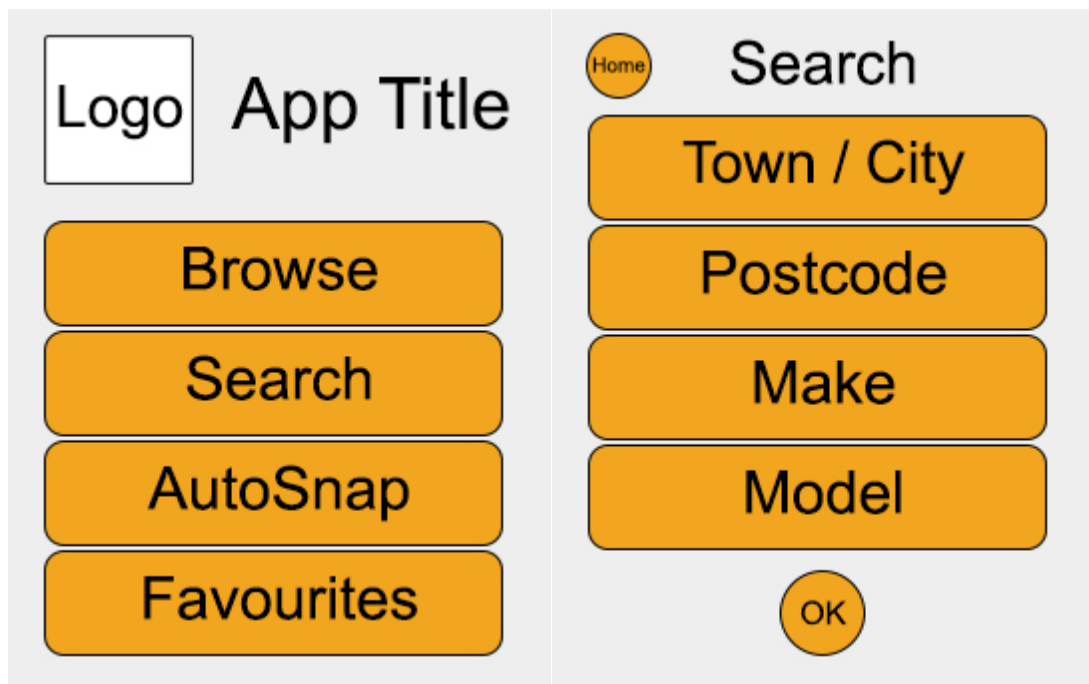 Logo
App Title
Browse
Search
AutoSnap
Favourites
Home
Search
Town / City
Postcode
Make
Model
OK